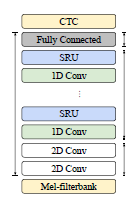 CTC
Fully Connected
SRU
1D Conv
⋮
SRU
1D Conv
2D Conv
2D Conv
Mel-filterbank